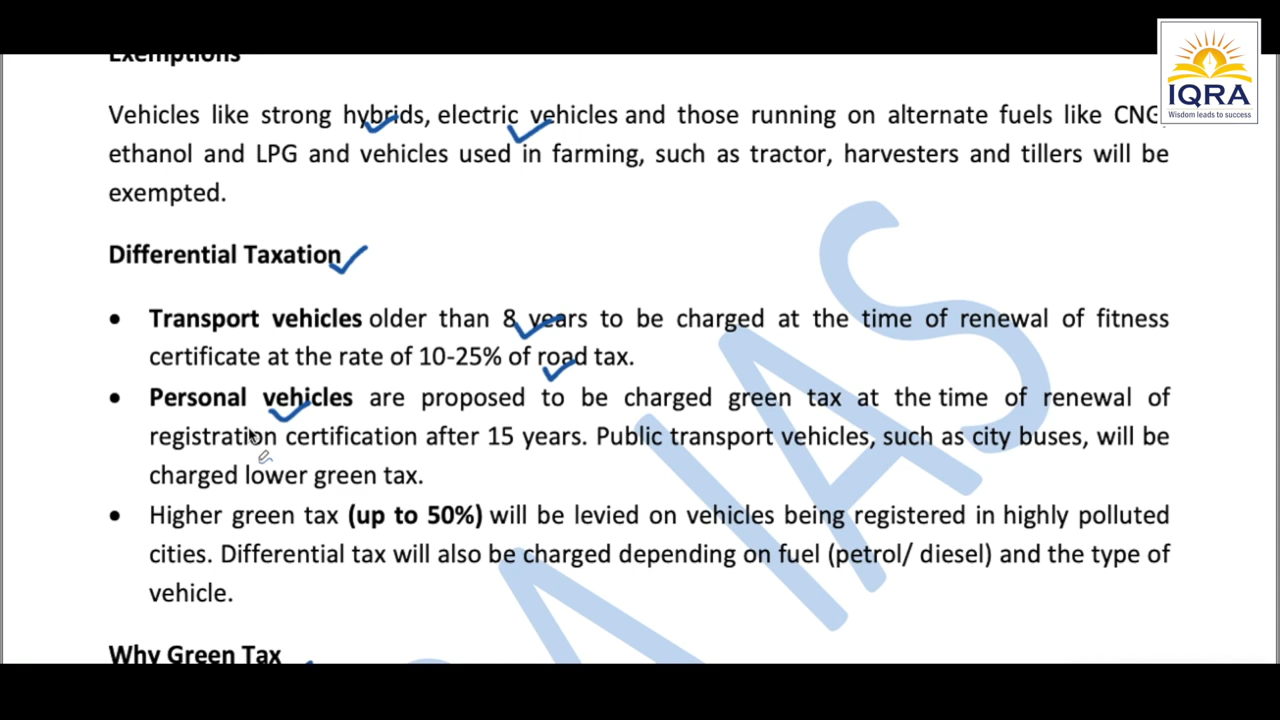 Exemptions
IQRA
Wisdom leads to success
Vehicles like strong hybrids, electric vehicles and those running on alternate fuels like CNG,
ethanol and LPG and vehicles used in farming, such as tractor, harvesters and tillers will be
exempted.
Differential Taxation
• Transport vehicles older than 8 years to be charged at the time of renewal of fitness
certificate at the rate of 10-25% of road tax.
• Personal vehicles are proposed to be charged green tax at the time of renewal of
registration certification after 15 years. Public transport vehicles, such as city buses, will be
charged lower green tax.
• Higher green tax (up to 50%) will be levied on vehicles being registered in highly polluted
cities. Differential tax will also be charged depending on fuel (petrol/ diesel) and the type of
vehicle.
Why Green Tax
IAS